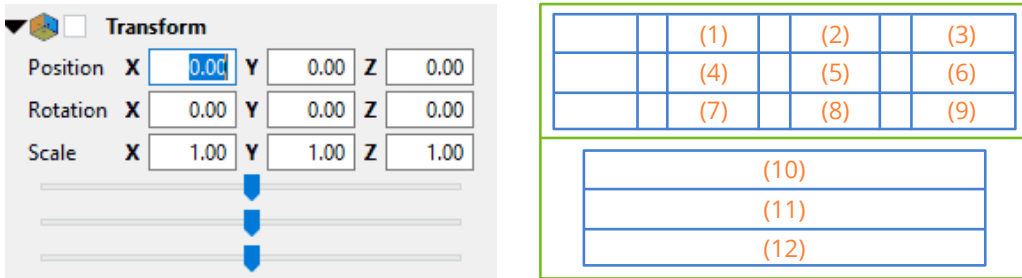 Transform
Position X 0.00 Y 0.00 Z 0.00
Rotation X 0.00 Y 0.00 Z 0.00
Scale X 1.00 Y 1.00 Z 1.00
(1) (2) (3)
(4) (5) (6)
(7) (8) (9)
(10)
(11)
(12)